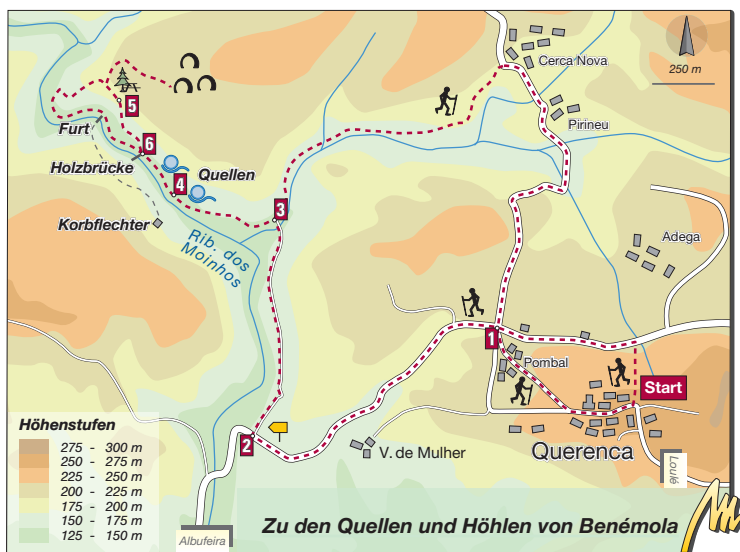 Cerca Nova
250 m
5
Pirineu
Furt
6
Holzbrücke
Quellen
4
3
Korbflechter
Rib. dos
Moinhos
Adega
1
Pombal
Start
Höhenstufen
275 - 300 m
250 - 275 m
225 - 250 m
200 - 225 m
175 - 200 m
150 - 175 m
125 - 150 m
2
V. de Mulher
Querenca
Loulé
Albufeira
Zu den Quellen und Höhlen von Benémola